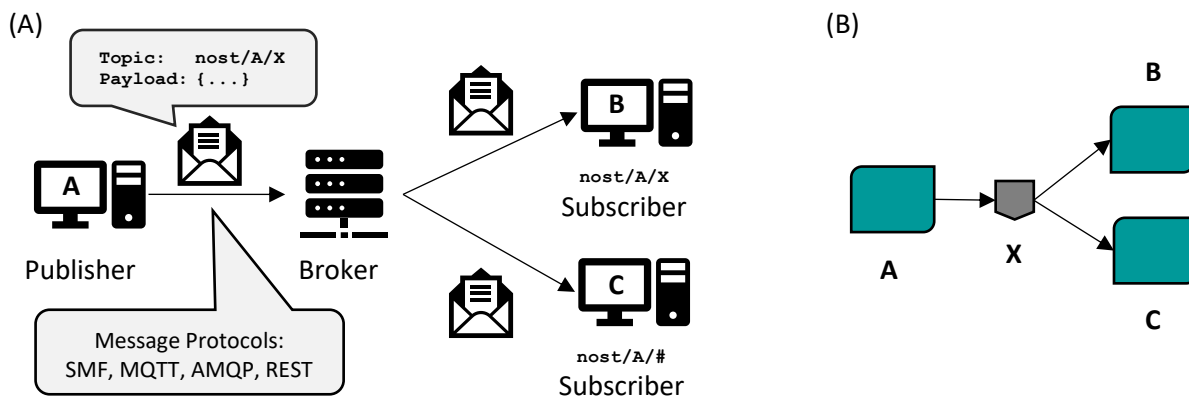 (A)
Topic: nost/A/X
Payload: {...}
A
Publisher
Broker
B
nost/A/X
Subscriber
C
nost/A/#
Subscriber
Message Protocols:
SMF, MQTT, AMQP, REST
(B)
A
X
B
C